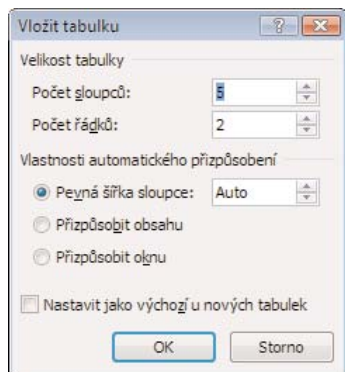 Vložit tabulku
Velikost tabulky
Počet sloupců: 5
Počet řádků: 2
Vlastnosti automatického přizpůsobení
Pevná šířka sloupce: Auto
Přizpůsobit obsahu
Přizpůsobit oknu
Nastavit jako výchozí u nových tabulek
OK Storno